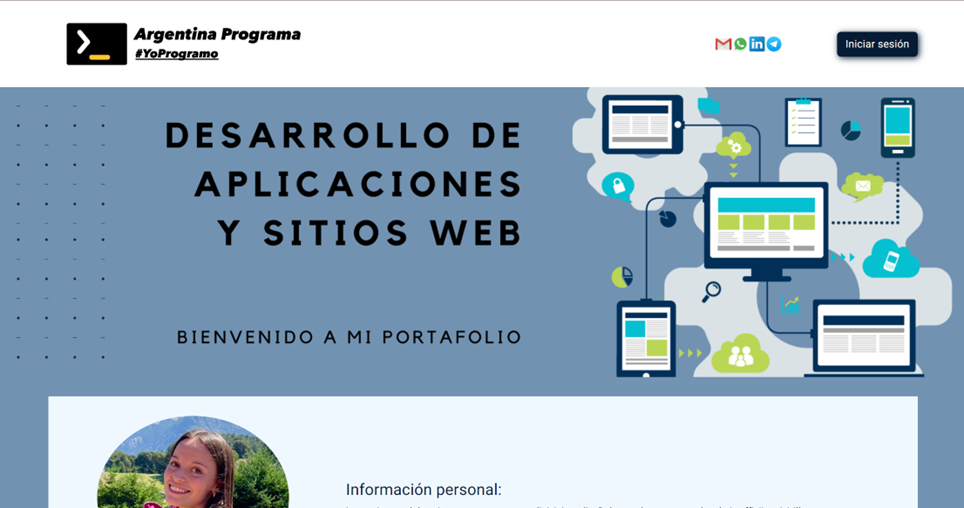 Argentina Programa
#YoProgramo
Iniciar sesión
DESARROLLO DE
APLICACIONES
Y SITIOS WEB
BIENVENIDO A MI PORTAFOLIO
Información personal: